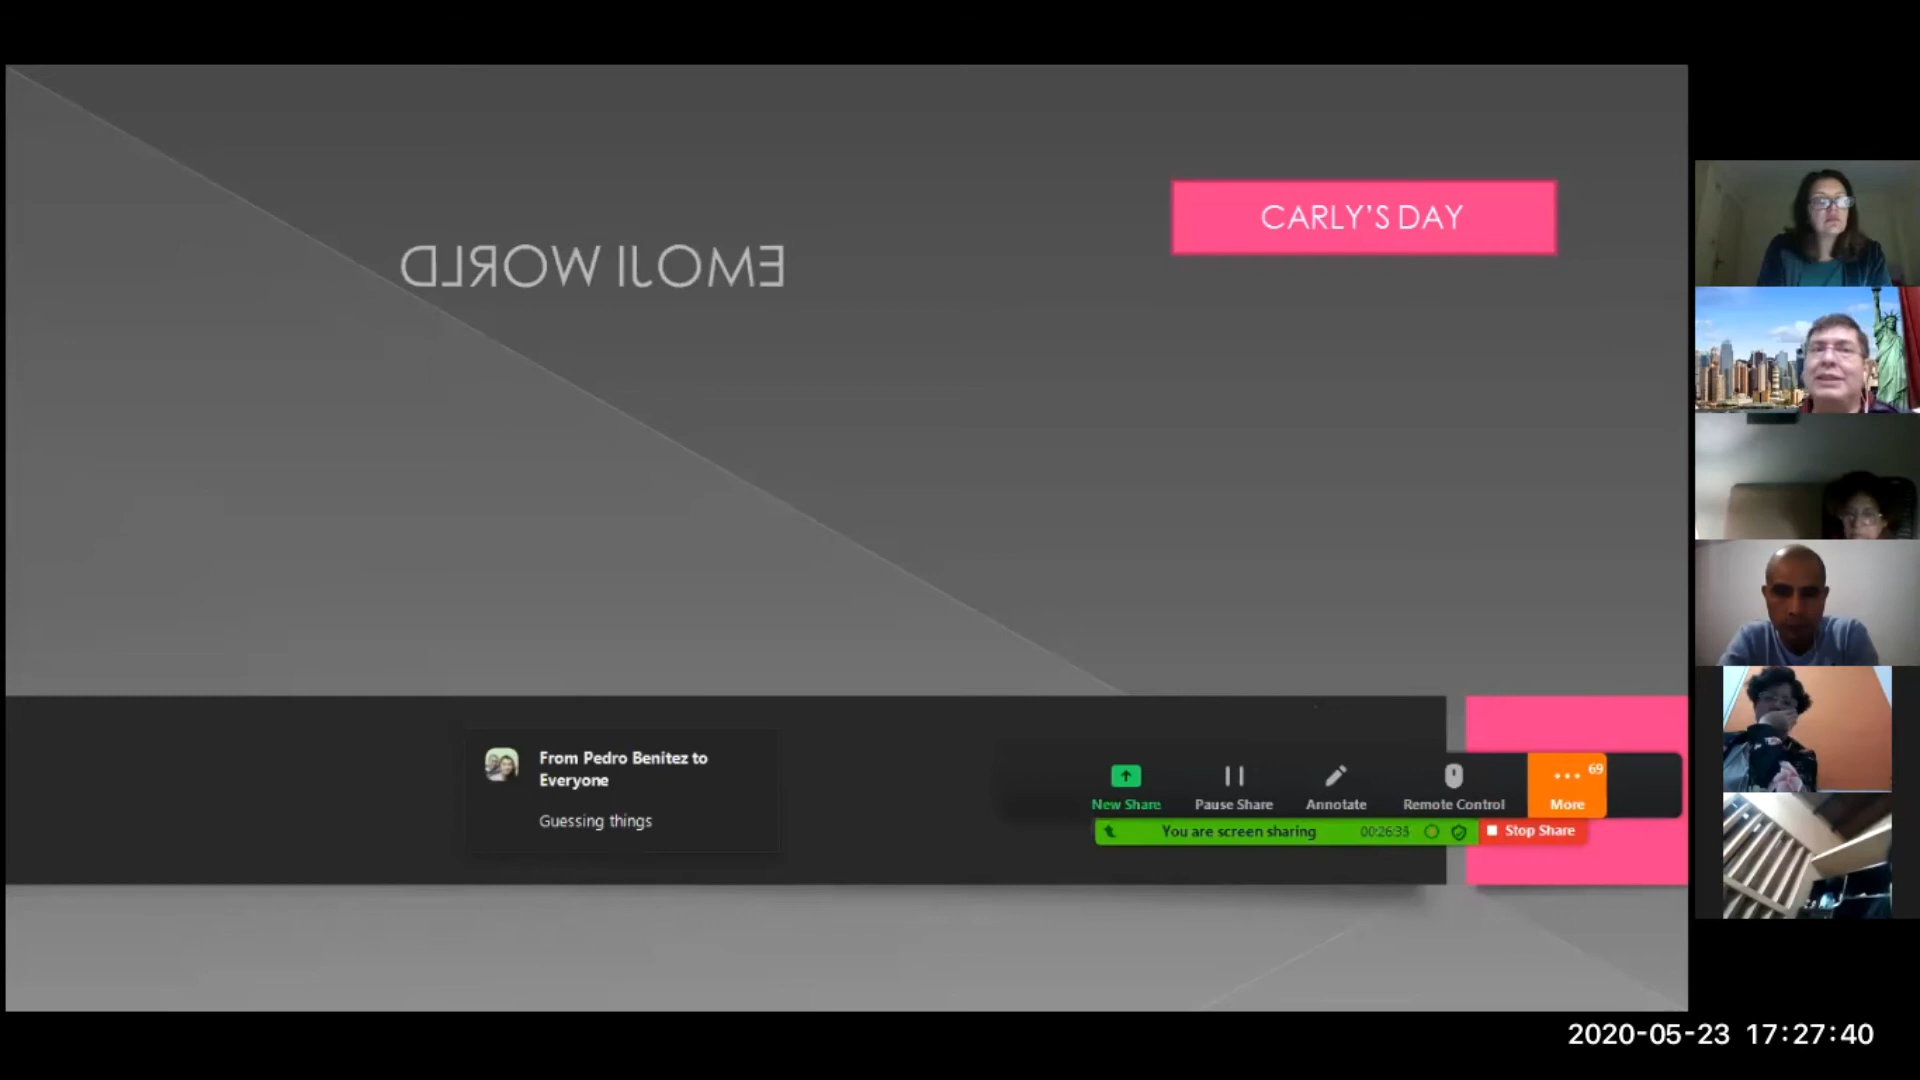 CARLY'S DAY
EMOJI WORLD
From Pedro Benitez to
Everyone
Guessing things
69
New Share
Pause Share
Annotate
Remote Control
More
You are screen sharing
00:26:35
Stop Share
2020-05-23 17:27:40